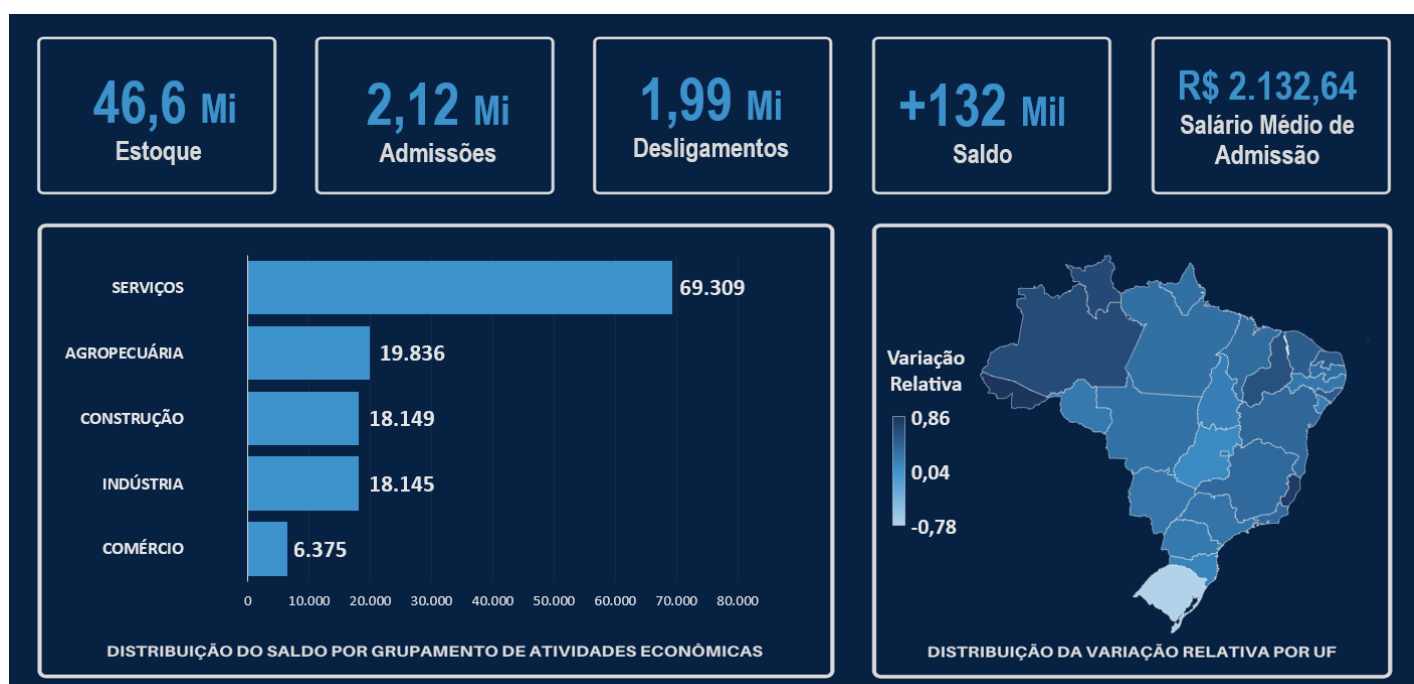 46,6 Mi
Estoque
2,12 Mi
Admissões
1,99 Mi
Desligamentos
+132 Mil
Saldo
R$ 2.132,64
Salário Médio de
Admissão
SERVIÇOS
69.309
AGROPECUÁRIA
19.836
CONSTRUÇÃO
18.149
INDÚSTRIA
18.145
COMÉRCIO
6.375
0 10.000 20.000 30.000 40.000 50.000 60.000 70.000 80.000
DISTRIBUIÇÃO DO SALDO POR GRUPAMENTO DE ATIVIDADES ECONÔMICAS
Variação
Relativa
0,86
0,04
-0,78
DISTRIBUIÇÃO DA VARIAÇÃO RELATIVA POR UF